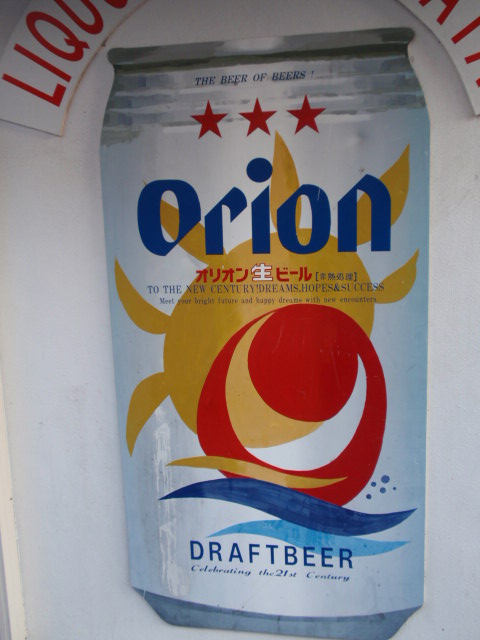 LIQU
THE BEER OF BEERS!
Orion
オリオン生ビール [非熱処理]
TO THE NEW CENTURY!DREAMS.HOPES&SUCCESS
Meet your bright future and happy dreams with new encounters.
DRAFTBEER
Celebrating the 21st Century